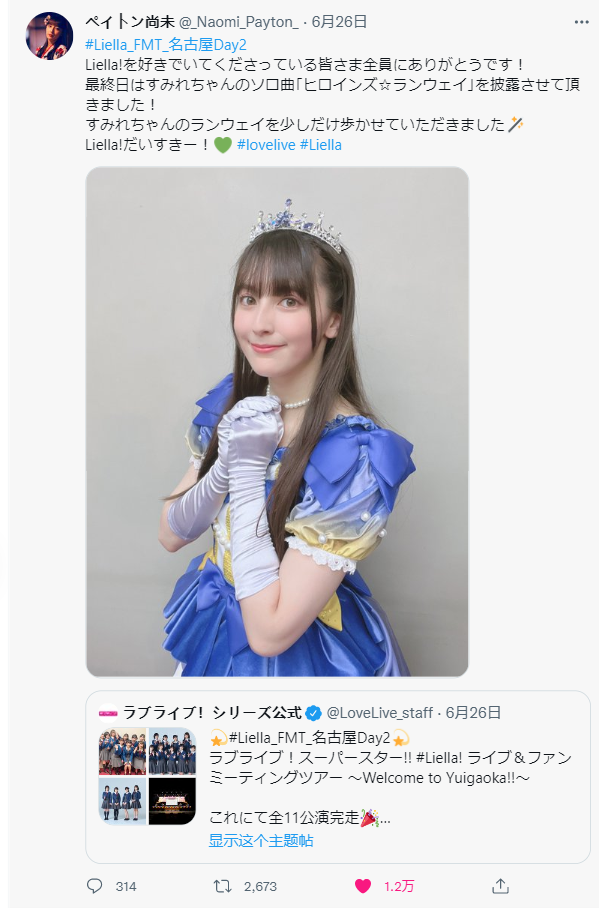 ペイトン尚未 @_Naomi_Payton_ · 6月26日
#Liella_FMT_名古屋Day2
Liella!を好きでいてくださっている皆さま全員にありがとうです！
最終日はすみれちゃんのソロ曲｢ヒロインズ☆ランウェイ｣を披露させて頂
きました！
すみれちゃんのランウェイを少しだけ歩かせていただきました🪄
Liella!だいすきー！💚 #lovelive #Liella
ラブライブ！シリーズ公式 @LoveLive_staff · 6月26日
💫#Liella_FMT_名古屋Day2💫
ラブライブ！スーパースター!! #Liella! ライブ＆ファン
ミーティングツアー ～Welcome to Yuigaoka!!～
これにて全11公演完走🎉...
显示这个主题帖
314 2,673 1.2万